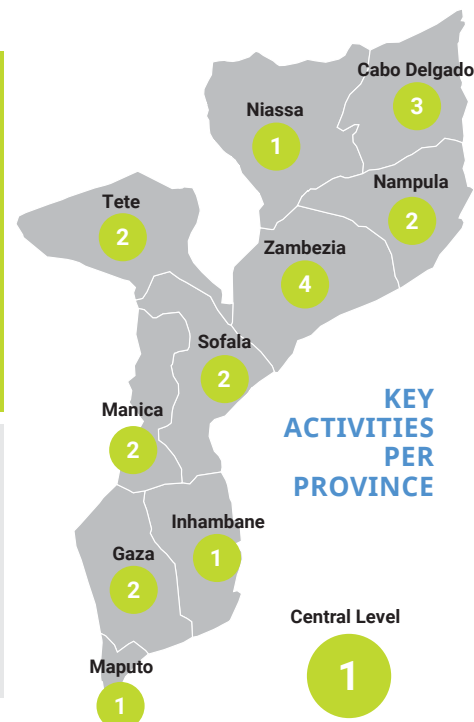 Cabo Delgado
3
Niassa
1
Nampula
2
Tete
2
Zambezia
4
Sofala
2
KEY
ACTIVITIES
PER
PROVINCE
Manica
2
Inhambane
1
Gaza
2
Central Level
1
Maputo
1